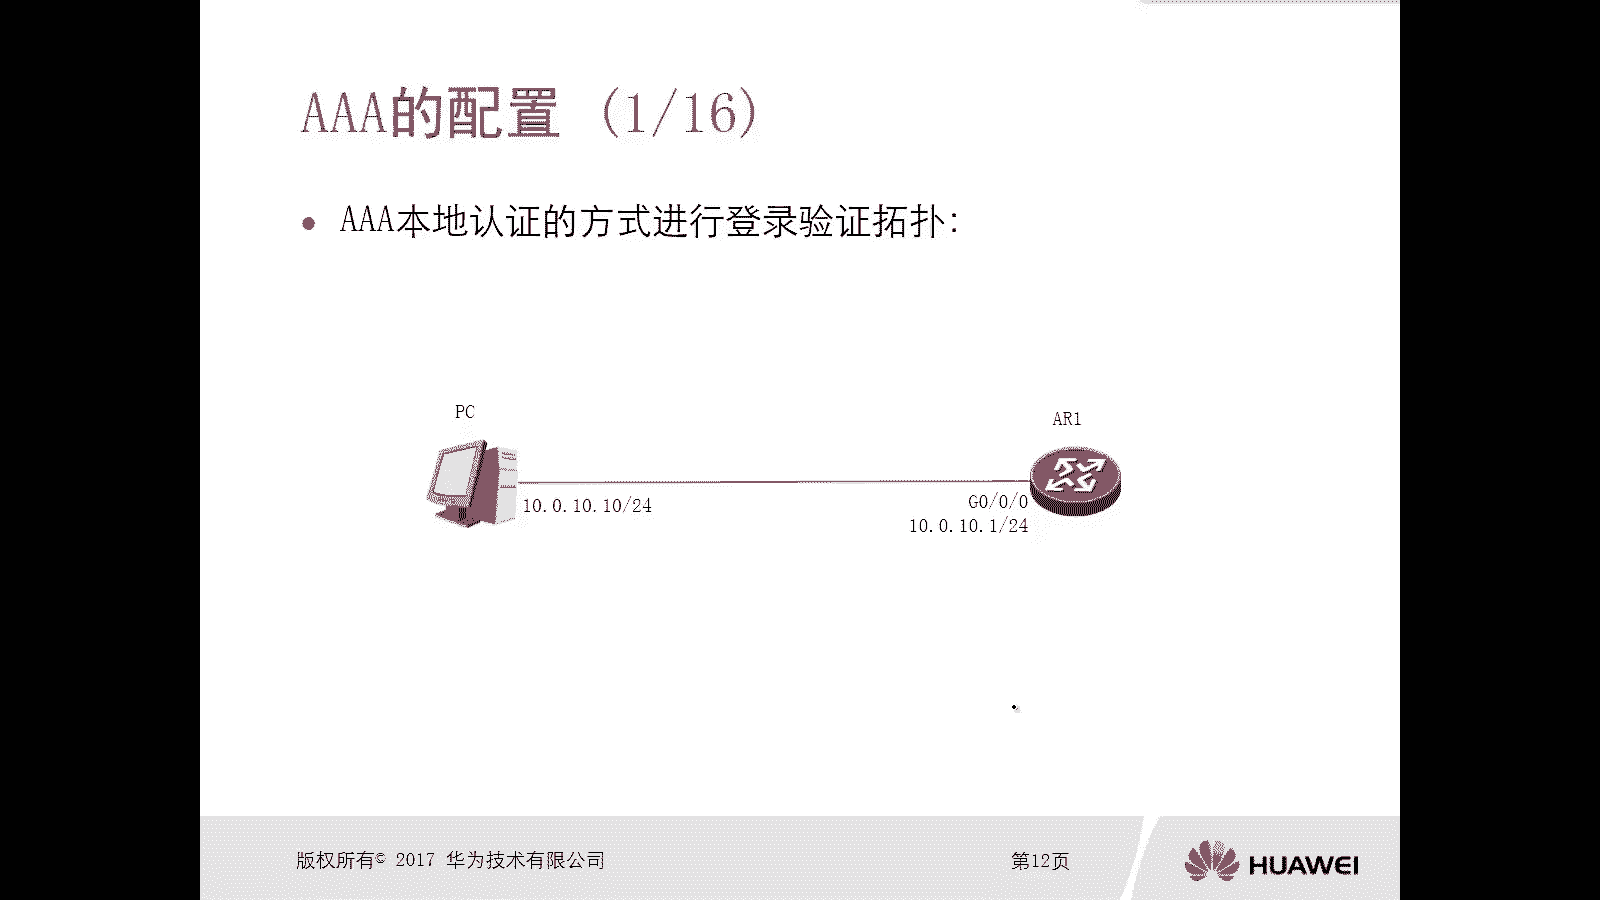 AAA的配置 (1/16)
AAA本地认证的方式进行登录验证拓扑:
PC
AR1
10.0.10.10/24
G0/0/0
10.0.10.1/24
版权所有© 2017 华为技术有限公司
第12页
HUAWEI